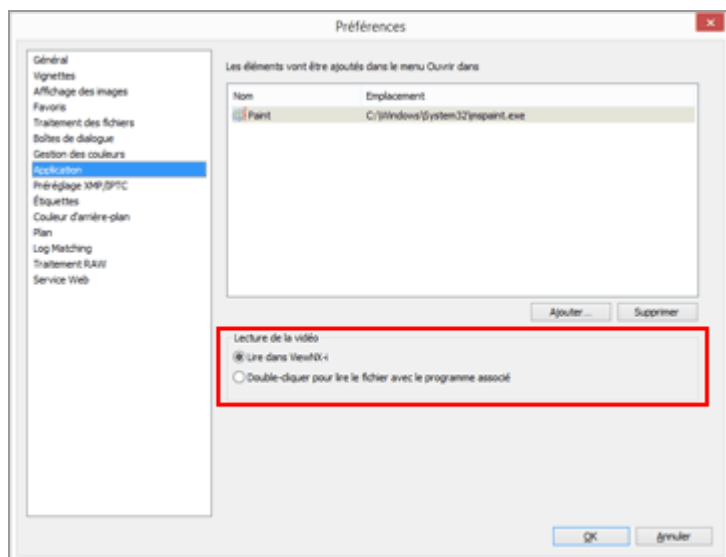 Préférences
Général
Vignettes
Affichage des images
Favoris
Traitement des fichiers
Boîtes de dialogue
Gestion des couleurs
Application
Préréglage XMP/IPTC
Étiquettes
Couleur d'arrière-plan
Plan
Log Matching
Traitement RAW
Service Web
Les éléments vont être ajoutés dans le menu Ouvrir dans
Nom Emplacement
Paint C:\Windows\System32\mspaint.exe
Ajouter... Supprimer
Lecture de la vidéo
Lire dans ViewNX-i
Double-cliquer pour lire le fichier avec le programme associé
OK Annuler